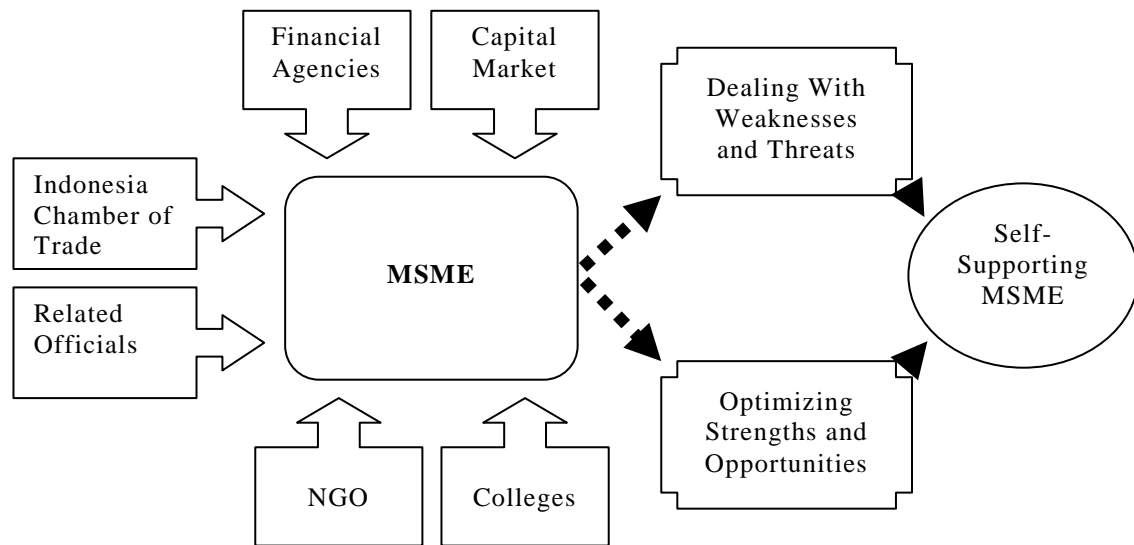 Financial
Agencies
Capital
Market
Dealing With
Weaknesses
and Threats
Indonesia
Chamber of
Trade
MSME
Self-
Supporting
MSME
Related
Officials
Optimizing
Strengths and
Opportunities
NGO
Colleges